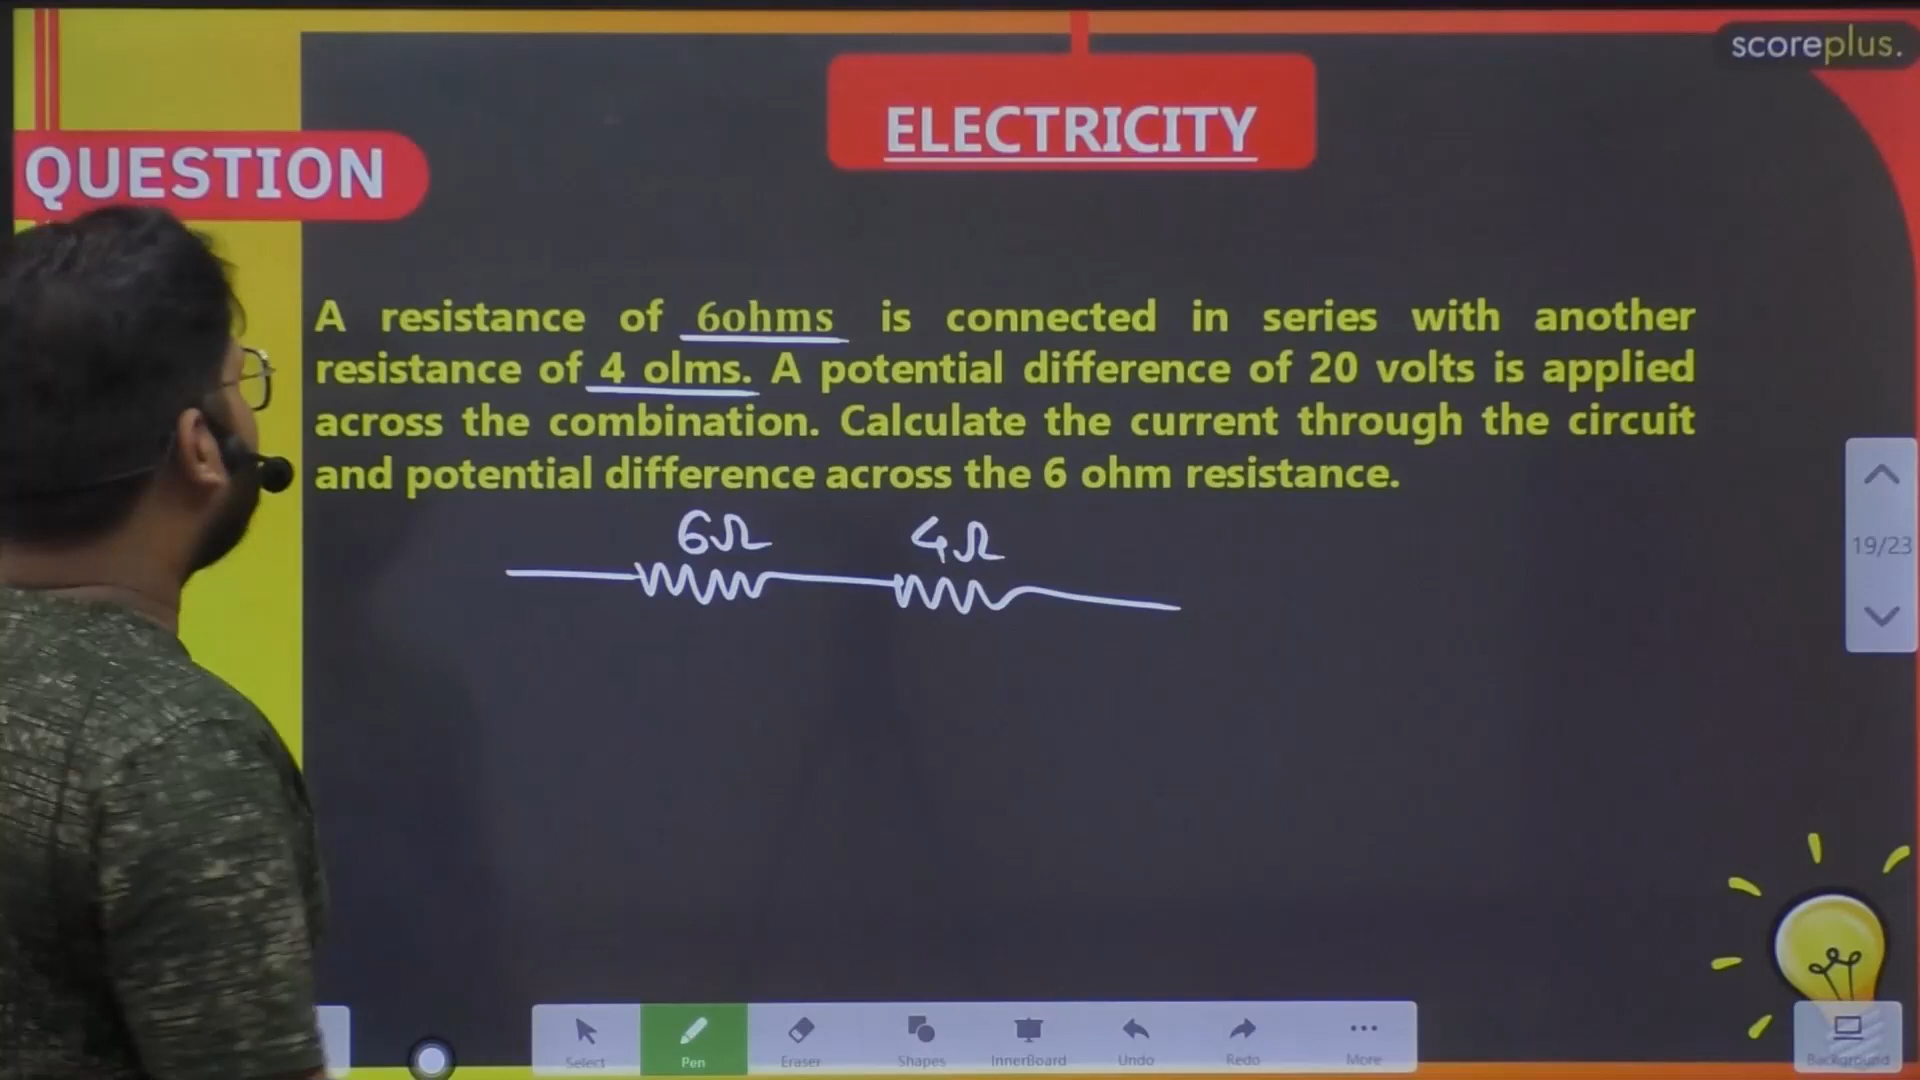 scoreplus.
ELECTRICITY
QUESTION
A resistance of 6ohms is connected in series with another
resistance of 4 olms. A potential difference of 20 volts is applied
across the combination. Calculate the current through the circuit
and potential difference across the 6 ohm resistance.
6Ω 4Ω
19/23
Select Pen Eraser Shapes InnerBoard Undo Redo More
Background